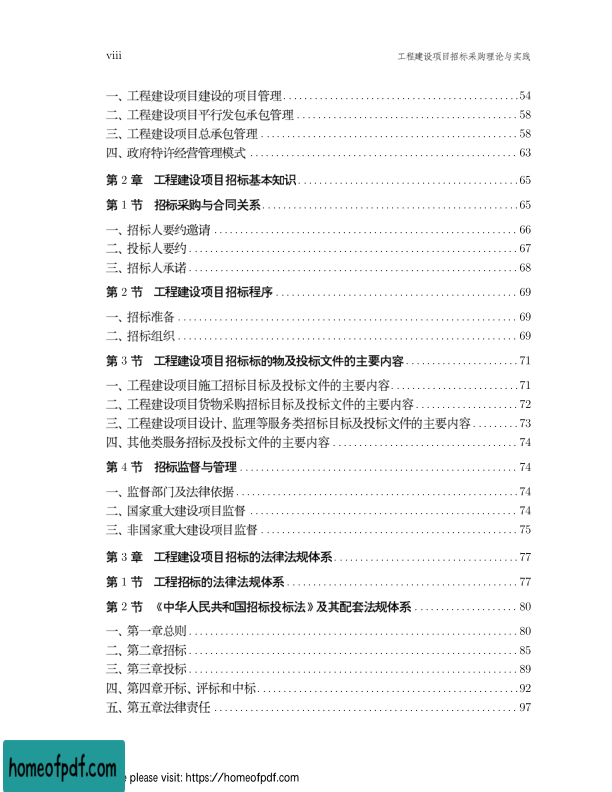 viii 工程建设项目招标采购理论与实践
一、工程建设项目建设的项目管理 54
二、工程建设项目平行发包承包管理 58
三、工程建设项目总承包管理 58
四、政府特许经营管理模式 63
第 2 章 工程建设项目招标基本知识 65
第 1 节 招标采购与合同关系 65
一、招标人要约邀请 66
二、投标人要约 67
三、招标人承诺 68
第 2 节 工程建设项目招标程序 69
一、招标准备 69
二、招标组织 69
第 3 节 工程建设项目招标标的物及投标文件的主要内容 71
一、工程建设项目施工招标目及投标文件的主要内容 71
二、工程建设项目货物采购招标目及投标文件的主要内容 72
三、工程建设项目设计、监理等服务类招标目及投标文件的主要内容 73
四、其他类服务招标及投标文件的主要内容 74
第 4 节 招标监督与管理 74
一、监督部门及法律依据 74
二、国家重大建设项目监督 74
三、非国家重大建设项目监督 75
第 3 章 工程建设项目招标的法律法规体系 77
第 1 节 工程招标的法律法规体系 77
第 2 节 《中华人民共和国招标投标法》及其配套法规体系 80
一、第一章总则 80
二、第二章招标 85
三、第三章投标 89
四、第四章开标、评标和中标 92
五、第五章法律责任 97
homeofpdf.com
please visit: https://homeofpdf.com